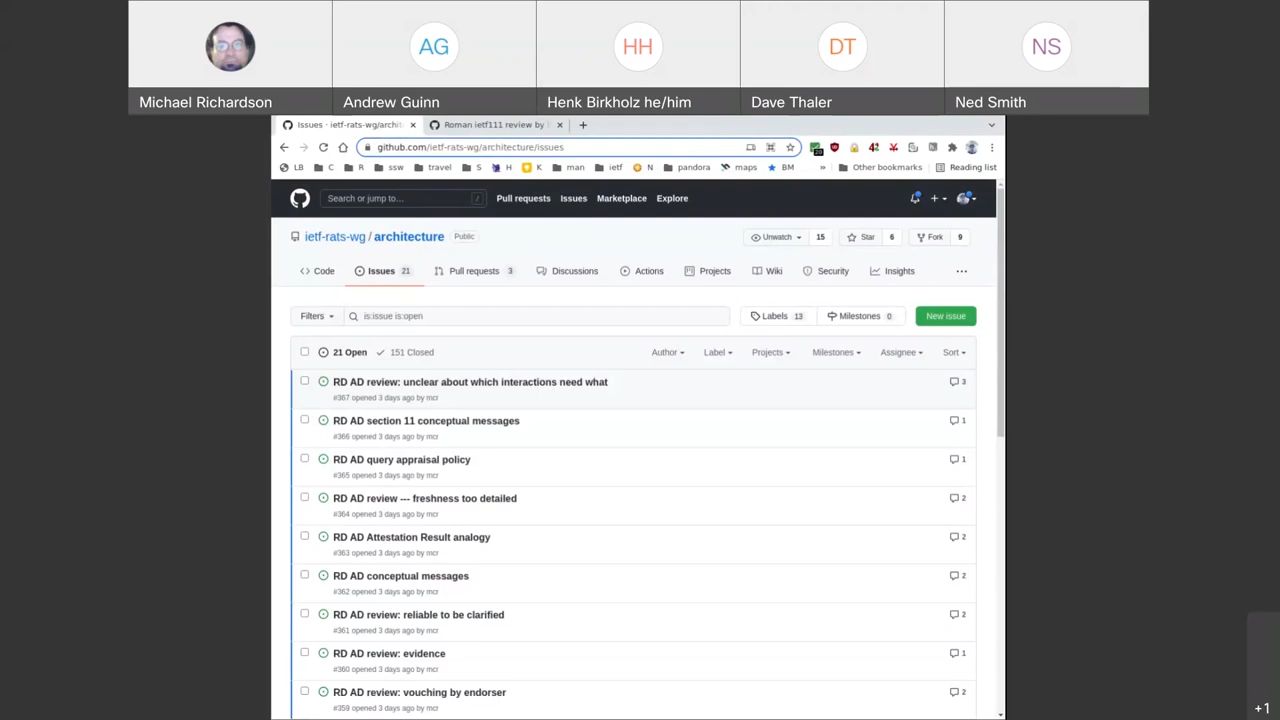 AG
HH
DT
NS
Michael Richardson
Andrew Guinn
Henk Birkholz he/him
Dave Thaler
Ned Smith
Issues · ietf-rats-wg/archit
Roman ietf111 review by
github.com/ietf-rats-wg/architecture/issues
LB C R ssw travel S H K man ietf N pandora maps BM » Other bookmarks Reading list
Search or jump to… /
Pull requests Issues Marketplace Explore
ietf-rats-wg / architecture Public
Unwatch 15 Star 6 Fork 9
Code Issues 21 Pull requests 3 Discussions Actions Projects Wiki Security Insights
Filters is:issue is:open Labels 13 Milestones 0 New issue
21 Open 151 Closed Author Label Projects Milestones Assignee Sort
RD AD review: unclear about which interactions need what 3
#367 opened 3 days ago by mcr
RD AD section 11 conceptual messages 1
#366 opened 3 days ago by mcr
RD AD query appraisal policy 1
#365 opened 3 days ago by mcr
RD AD review --- freshness too detailed 2
#364 opened 3 days ago by mcr
RD AD Attestation Result analogy 2
#363 opened 3 days ago by mcr
RD AD conceptual messages 2
#362 opened 3 days ago by mcr
RD AD review: reliable to be clarified 2
#361 opened 3 days ago by mcr
RD AD review: evidence 1
#360 opened 3 days ago by mcr
RD AD review: vouching by endorser 2
#359 opened 3 days ago by mcr
+1